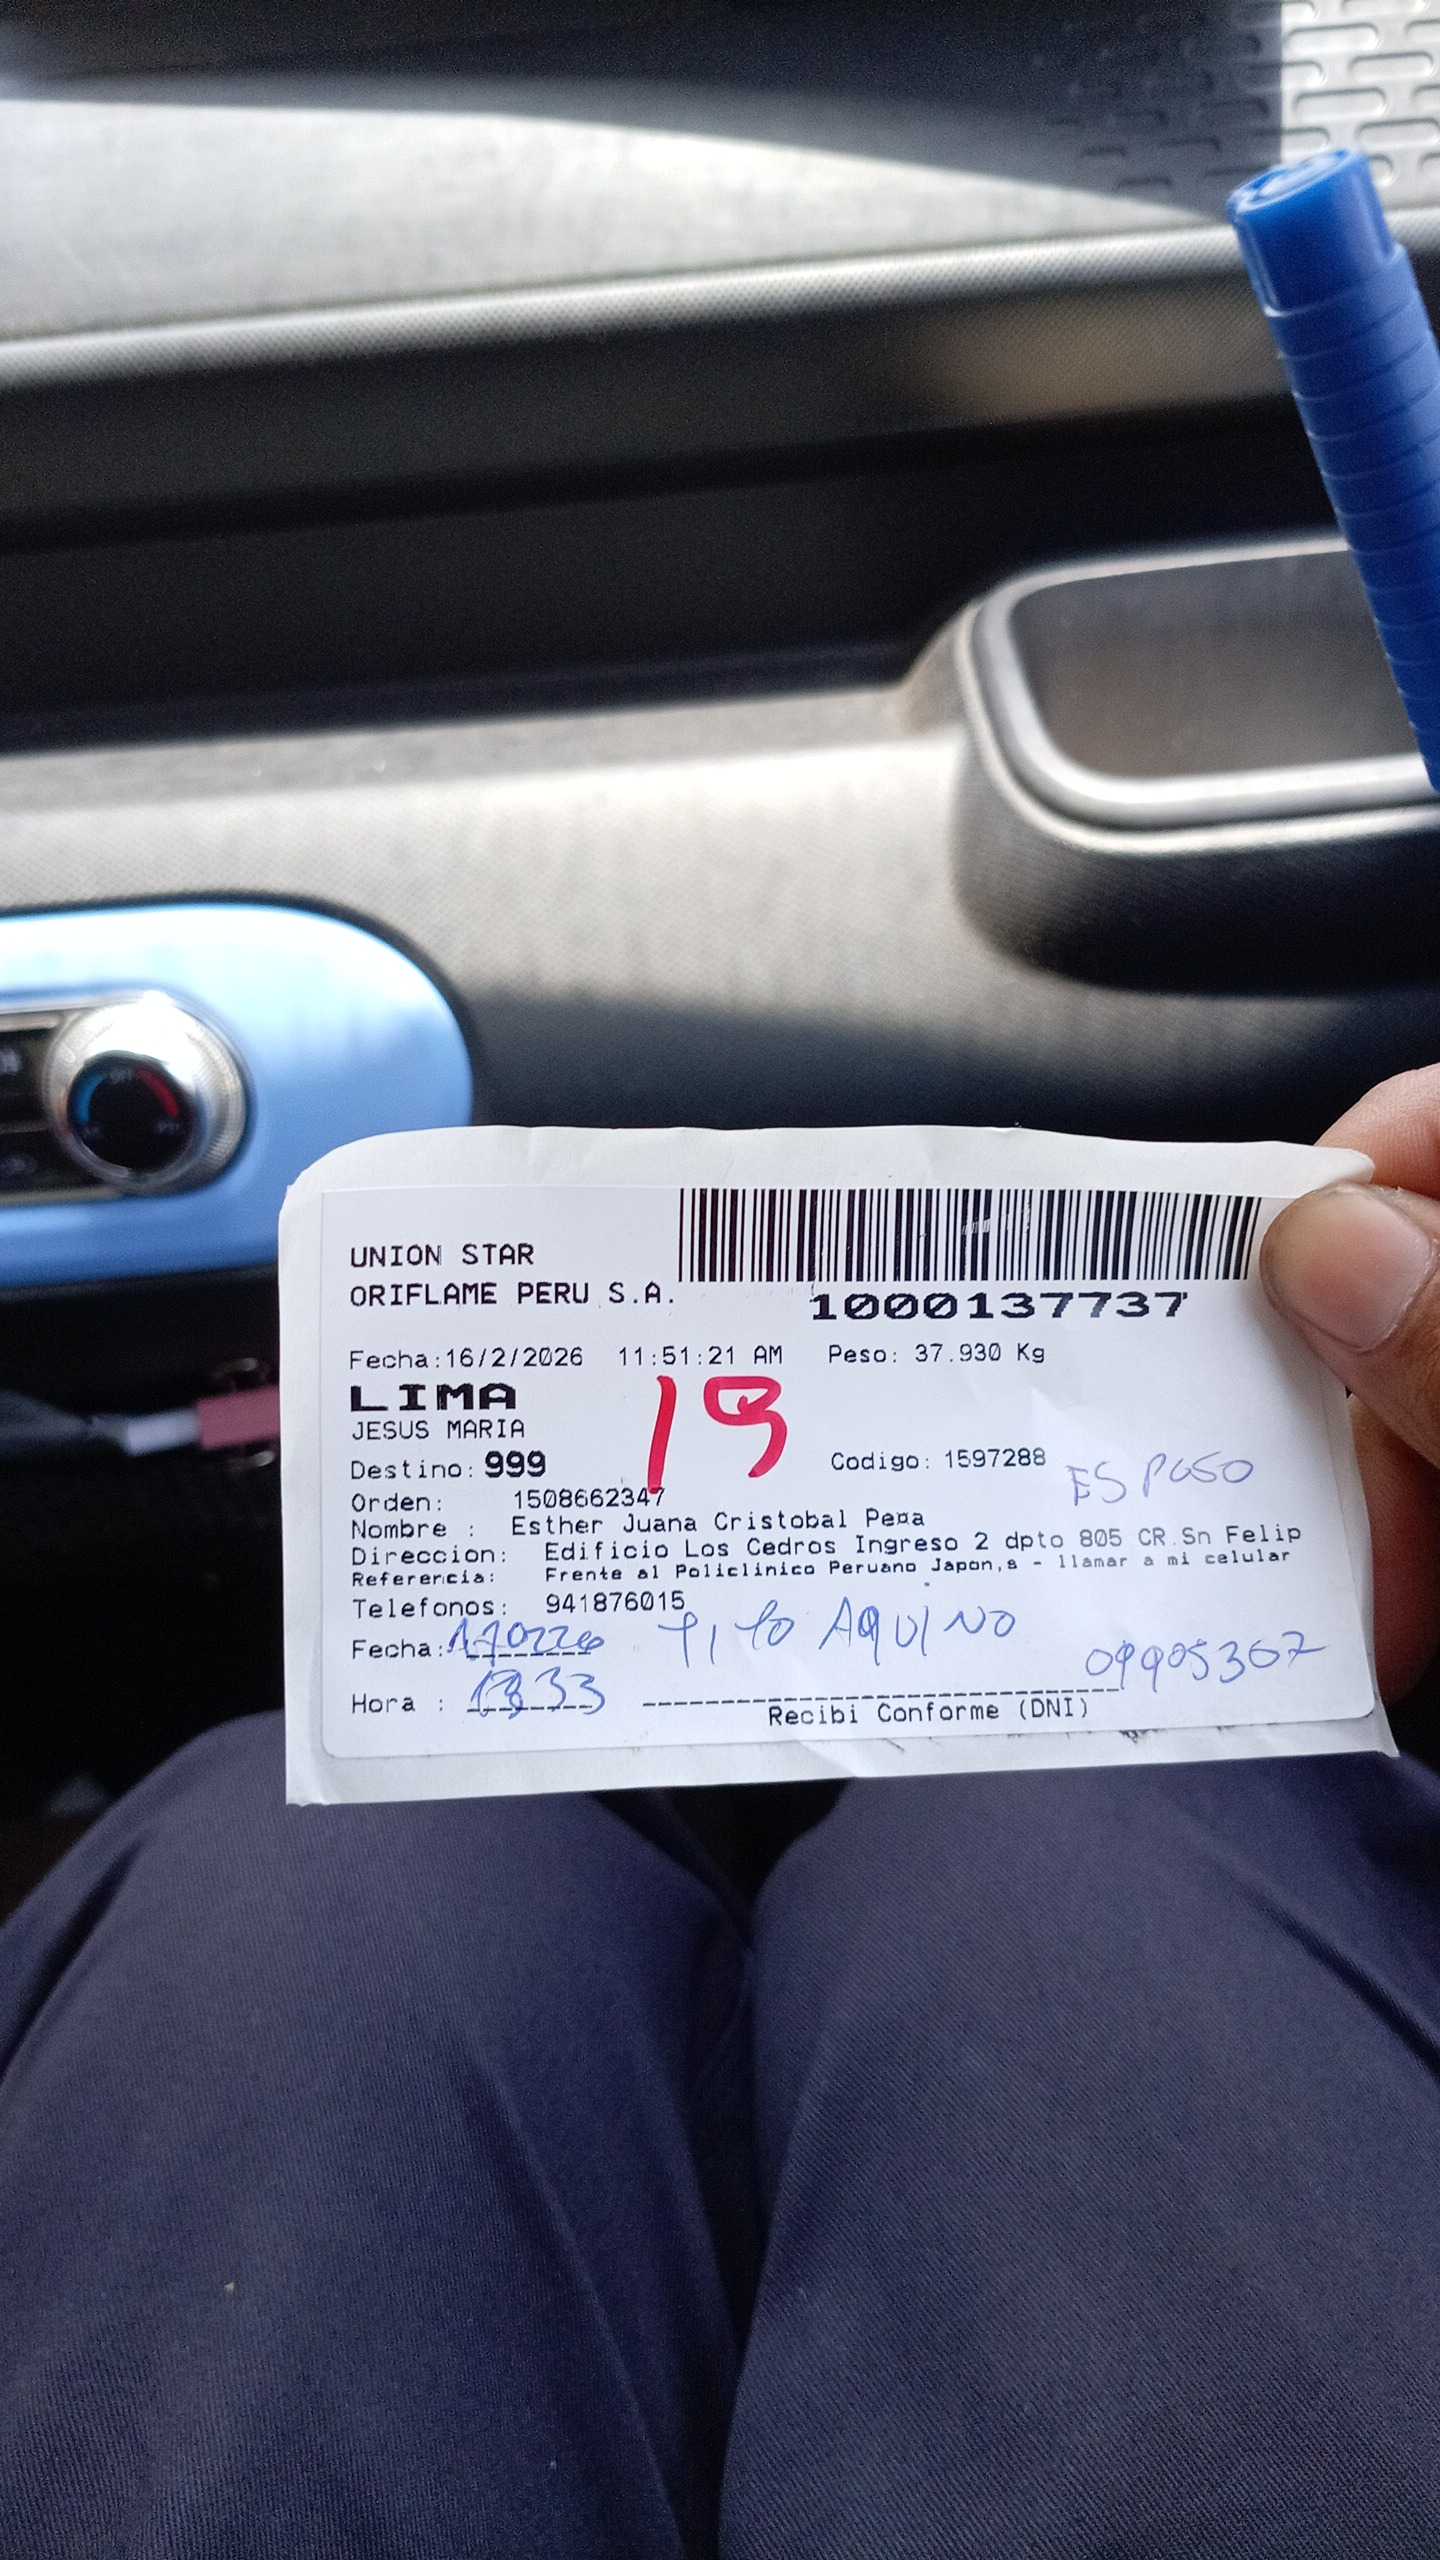 UNION STAR
ORIFLAME PERU S.A.
1000137737
Fecha:16/2/2026 11:51:21 AM Peso: 37.930 Kg
LIMA
19
JESUS MARIA
Destino: 999 Codigo: 1597288
ESPOSO
Orden: 1508662347
Nombre : Esther Juana Cristobal Pe¤a
Direccion: Edificio Los Cedros Ingreso 2 dpto 805 CR.Sn Felip
Referencia: Frente al Policlinico Peruano Japon,s - llamar a mi celular
Telefonos: 941876015
Fecha: 170226 Tito AQUINO
09905367
Hora : 1333
Recibi Conforme (DNI)